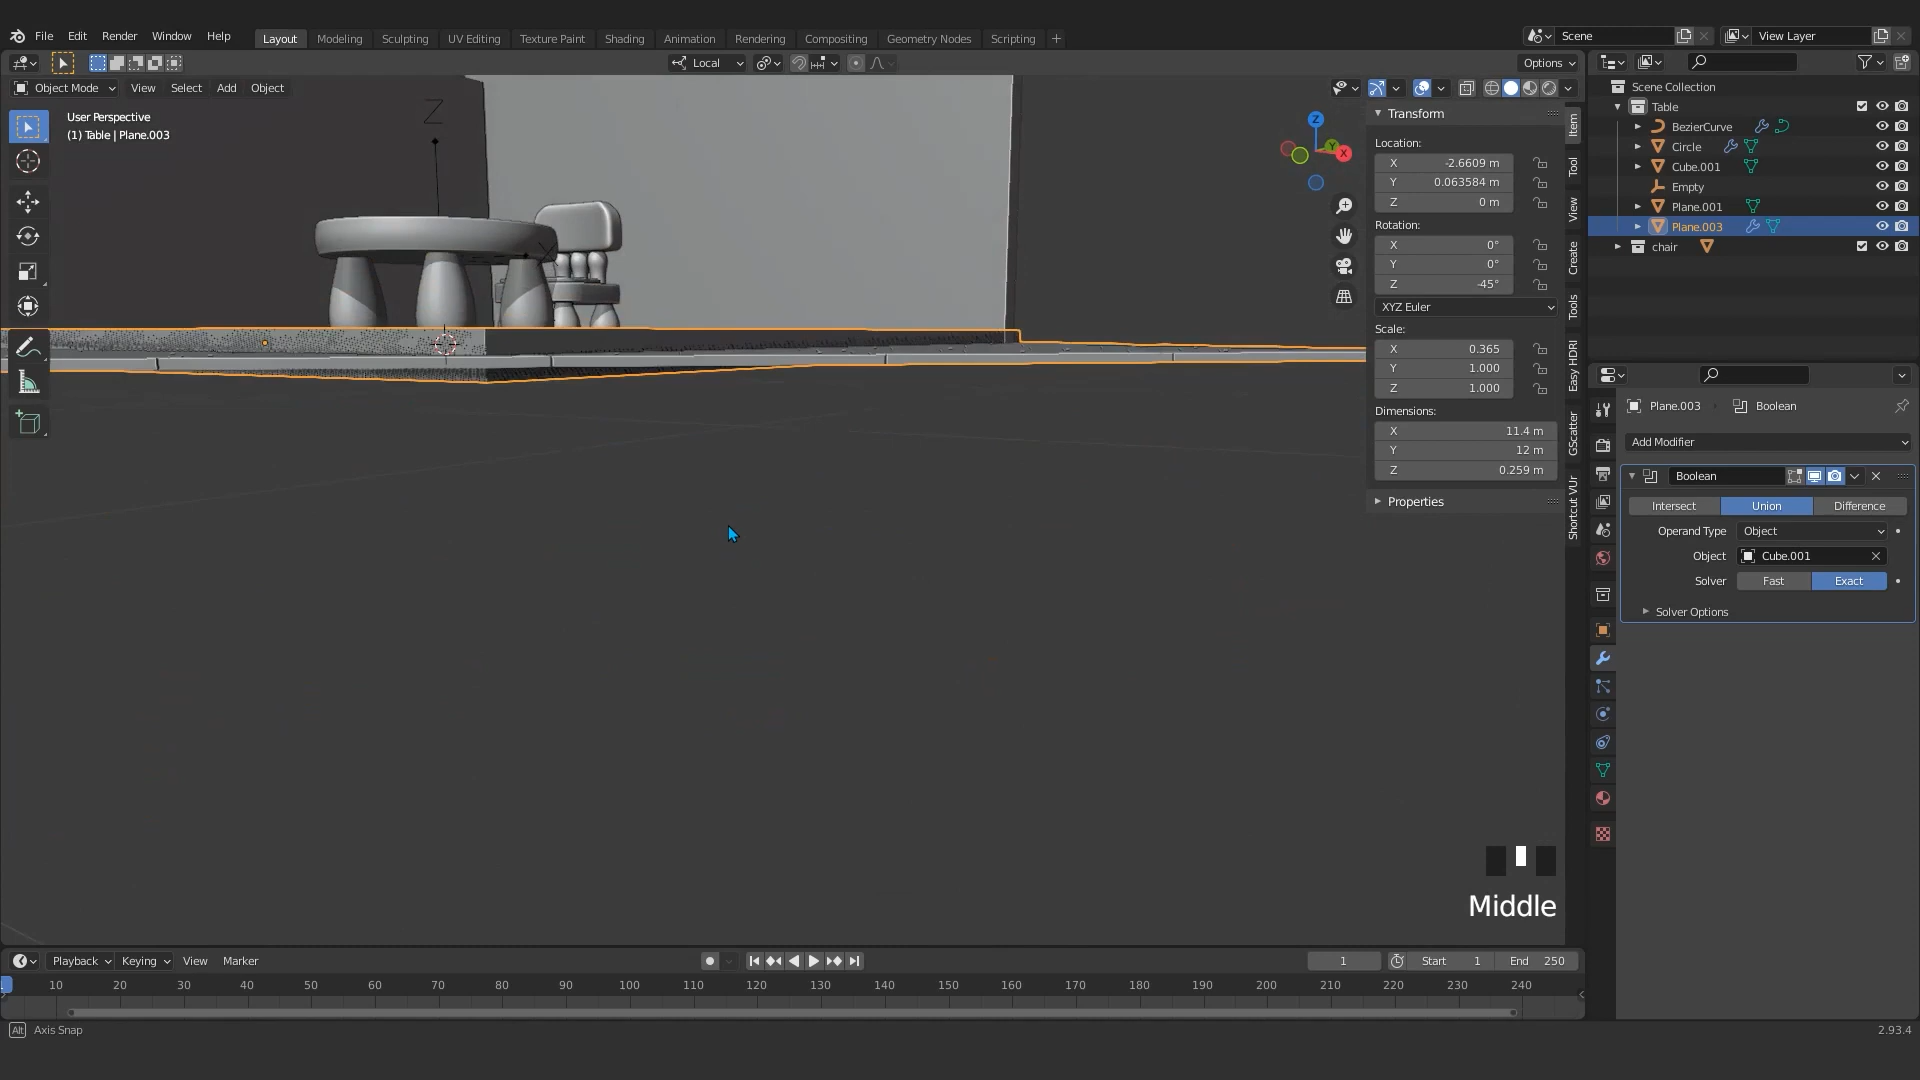 File Edit Render Window Help Layout Modeling Sculpting UV Editing Texture Paint Shading Animation Rendering Compositing Geometry Nodes Scripting + Scene View Layer
Local Options
Object Mode View Select Add Object
User Perspective
(1) Table | Plane.003
Z
Z
Y
X
Transform
Location:
X -2.6609 m
Y 0.063584 m
Z 0 m
Rotation:
X 0°
Y 0°
Z -45°
XYZ Euler
Scale:
X 0.365
Y 1.000
Z 1.000
Dimensions:
X 11.4 m
Y 12 m
Z 0.259 m
Properties
Item
Tool
View
Create
Tools
Easy HDRI
GScatter
Shortcut VUr
Scene Collection
Table
BezierCurve
Circle
Cube.001
Empty
Plane.001
Plane.003
chair
Plane.003 Boolean
Add Modifier
Boolean
Intersect Union Difference
Operand Type Object
Object Cube.001
Solver Fast Exact
Solver Options
Middle
Playback Keying View Marker 1 Start 1 End 250
10 20 30 40 50 60 70 80 90 100 110 120 130 140 150 160 170 180 190 200 210 220 230 240
Alt Axis Snap 2.93.4